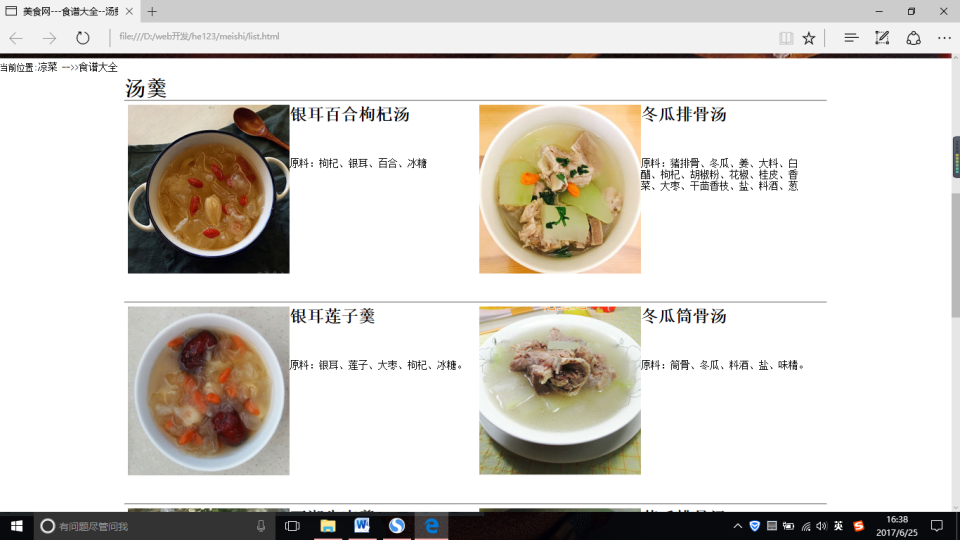 美食网---食谱大全--汤羹
file:///D:/web开发/he123/meishi/list.html
当前位置:凉菜 -->>食谱大全
汤羹
银耳百合枸杞汤
原料：枸杞、银耳、百合、冰糖
冬瓜排骨汤
原料：豬排骨、冬瓜、姜、大料、白
醋、枸杞、胡椒粉、花椒、桂皮、香
菜、大枣、干茴香枝、盐、料酒、葱
银耳莲子羹
原料：银耳、莲子、大枣、枸杞、冰糖。
冬瓜筒骨汤
原料：筒骨、冬瓜、料酒、盐、味精。
有问题尽管问我
英
16:38
2017/6/25